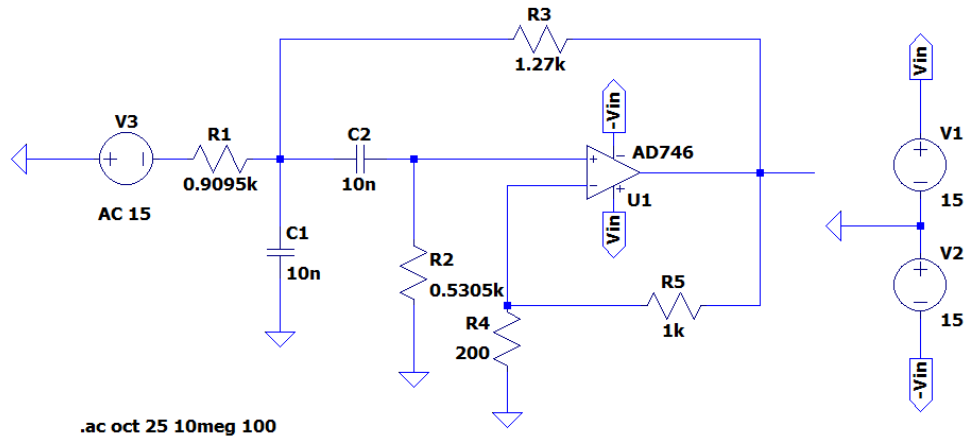 R3
1.27k
V3
R1
0.9095k
AC 15
C2
10n
C1
10n
R2
0.5305k
-Vin
AD746
+
−
−
+
U1
Vin
R5
1k
R4
200
+
−
Vin
V1
+
−
15
V2
+
−
15
-Vin
.ac oct 25 10meg 100